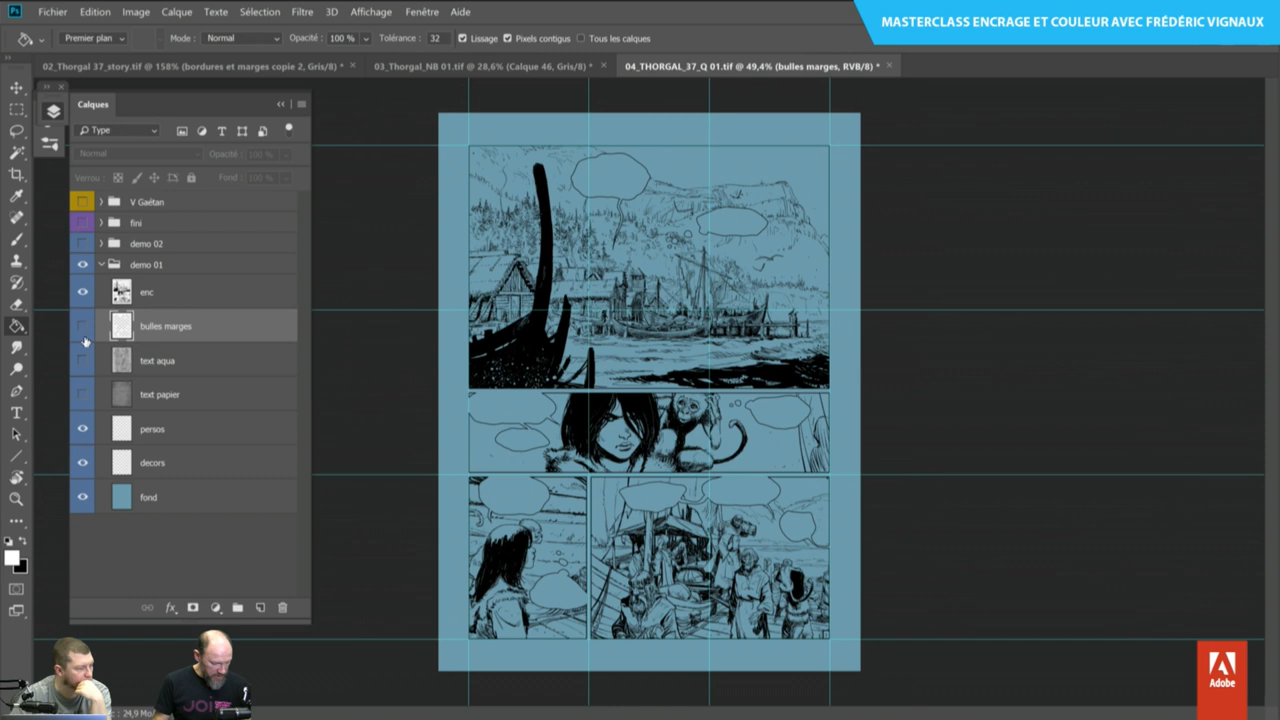 Ps Fichier Edition Image Calque Texte Sélection Filtre 3D Affichage Fenêtre Aide
MASTERCLASS ENCRAGE ET COULEUR AVEC FRÉDÉRIC VIGNAUX
Premier plan Mode : Normal Opacité : 100 % Tolérance : 32 Lissage Pixels contigus Tous les calques
02_Thorgal 37_story.tif @ 158% (bordures et marges copie 2, Gris/8) * × 03_Thorgal_NB 01.tif @ 28,6% (Calque 46, Gris/8) * × 04_THORGAL_37_Q 01.tif @ 49,4% (bulles marges, RVB/8) * ×
Calques
Type
Normal Opacité : 100 %
Verrou : Fond : 100 %
V Gaétan
fini
demo 02
demo 01
enc
bulles marges
text aqua
text papier
persos
decors
fond
fx
JOI
: 24,9 Mo
Adobe